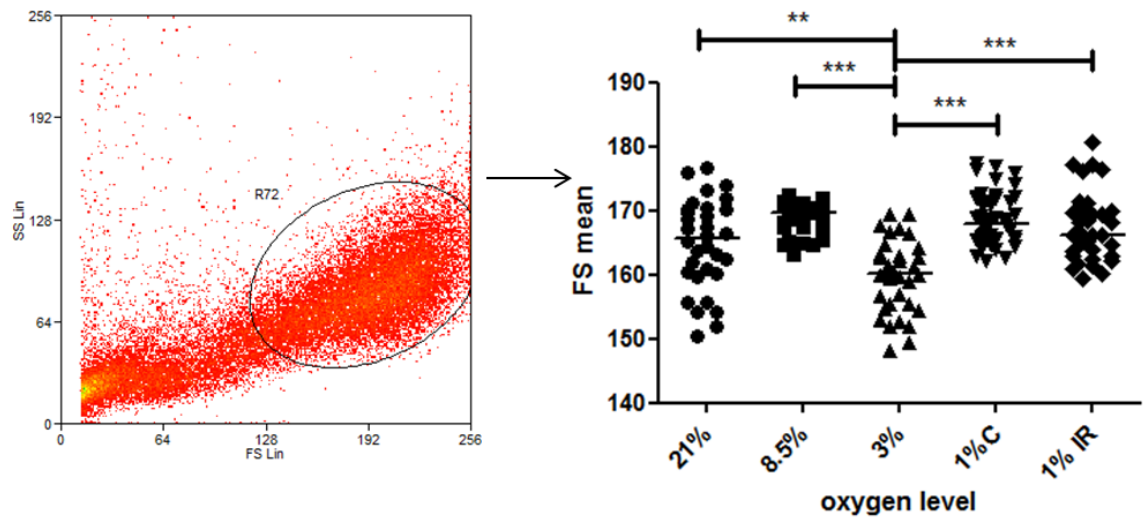 256
192
128
64
0
SS Lin
R72
0 64 128 192 256
FS Lin
**
***
***
***
190
180
170
160
150
140
FS mean
21% 8.5% 3% 1%C 1% IR
oxygen level